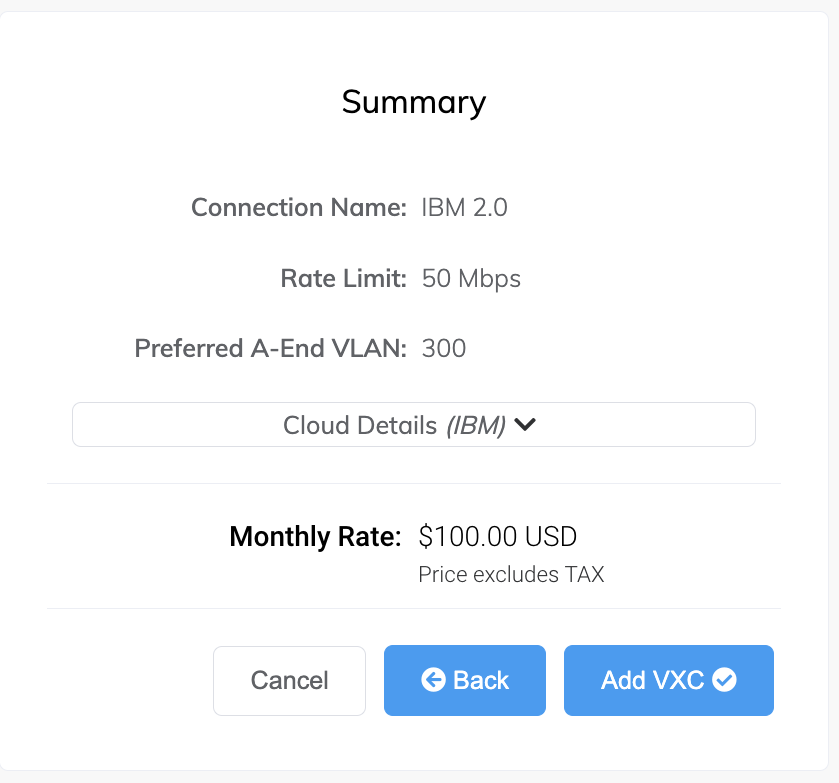 Summary
Connection Name: IBM 2.0
Rate Limit: 50 Mbps
Preferred A-End VLAN: 300
Cloud Details (IBM)
Monthly Rate: $100.00 USD
Price excludes TAX
Cancel Back Add VXC